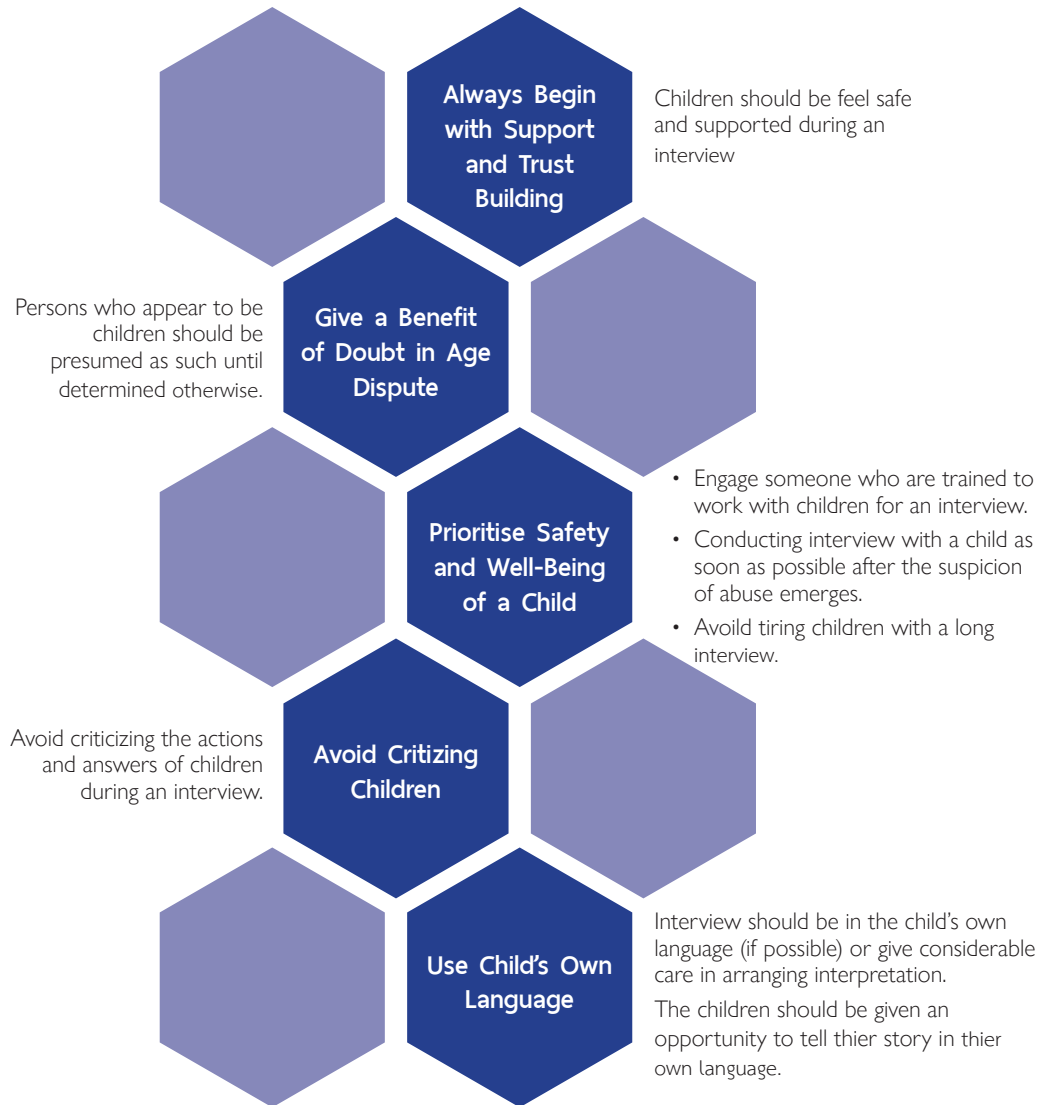 Always Begin
with Support
and Trust
Building
Children should be feel safe
and supported during an
interview
Persons who appear to be
children should be
presumed as such until
determined otherwise.
Give a Benefit
of Doubt in Age
Dispute
Prioritise Safety
and Well-Being
of a Child
• Engage someone who are trained to
work with children for an interview.
• Conducting interview with a child as
soon as possible after the suspicion
of abuse emerges.
• Avoild tiring children with a long
interview.
Avoid criticizing the actions
and answers of children
during an interview.
Avoid Critizing
Children
Use Child's Own
Language
Interview should be in the child's own
language (if possible) or give considerable
care in arranging interpretation.
The children should be given an
opportunity to tell thier story in thier
own language.